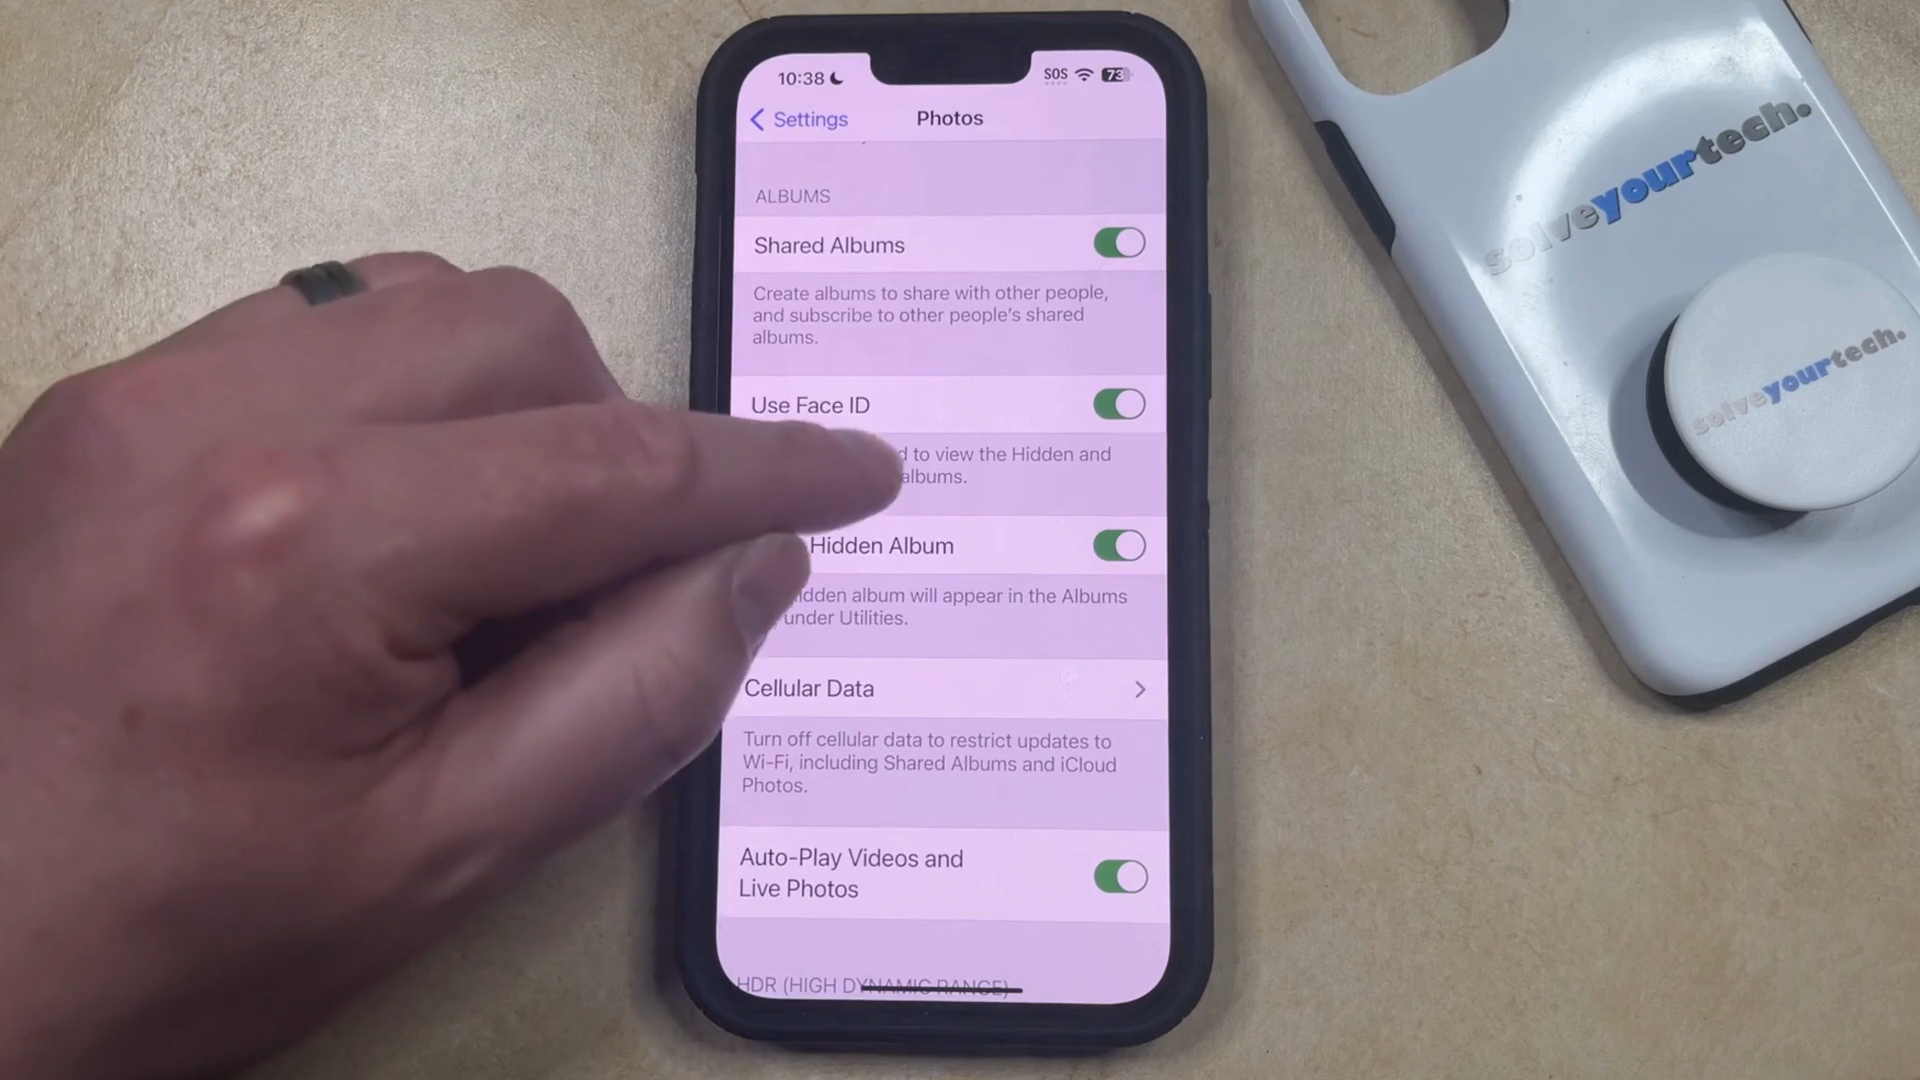 10:38
SOS
73
Settings
Photos
ALBUMS
Shared Albums
Create albums to share with other people,
and subscribe to other people's shared
albums.
Use Face ID
d to view the Hidden and
albums.
Hidden Album
idden album will appear in the Albums
, under Utilities.
Cellular Data
Turn off cellular data to restrict updates to
Wi-Fi, including Shared Albums and iCloud
Photos.
Auto-Play Videos and
Live Photos
HDR (HIGH DYNAMIC RANGE)
solveyourtech.
solveyourtech.